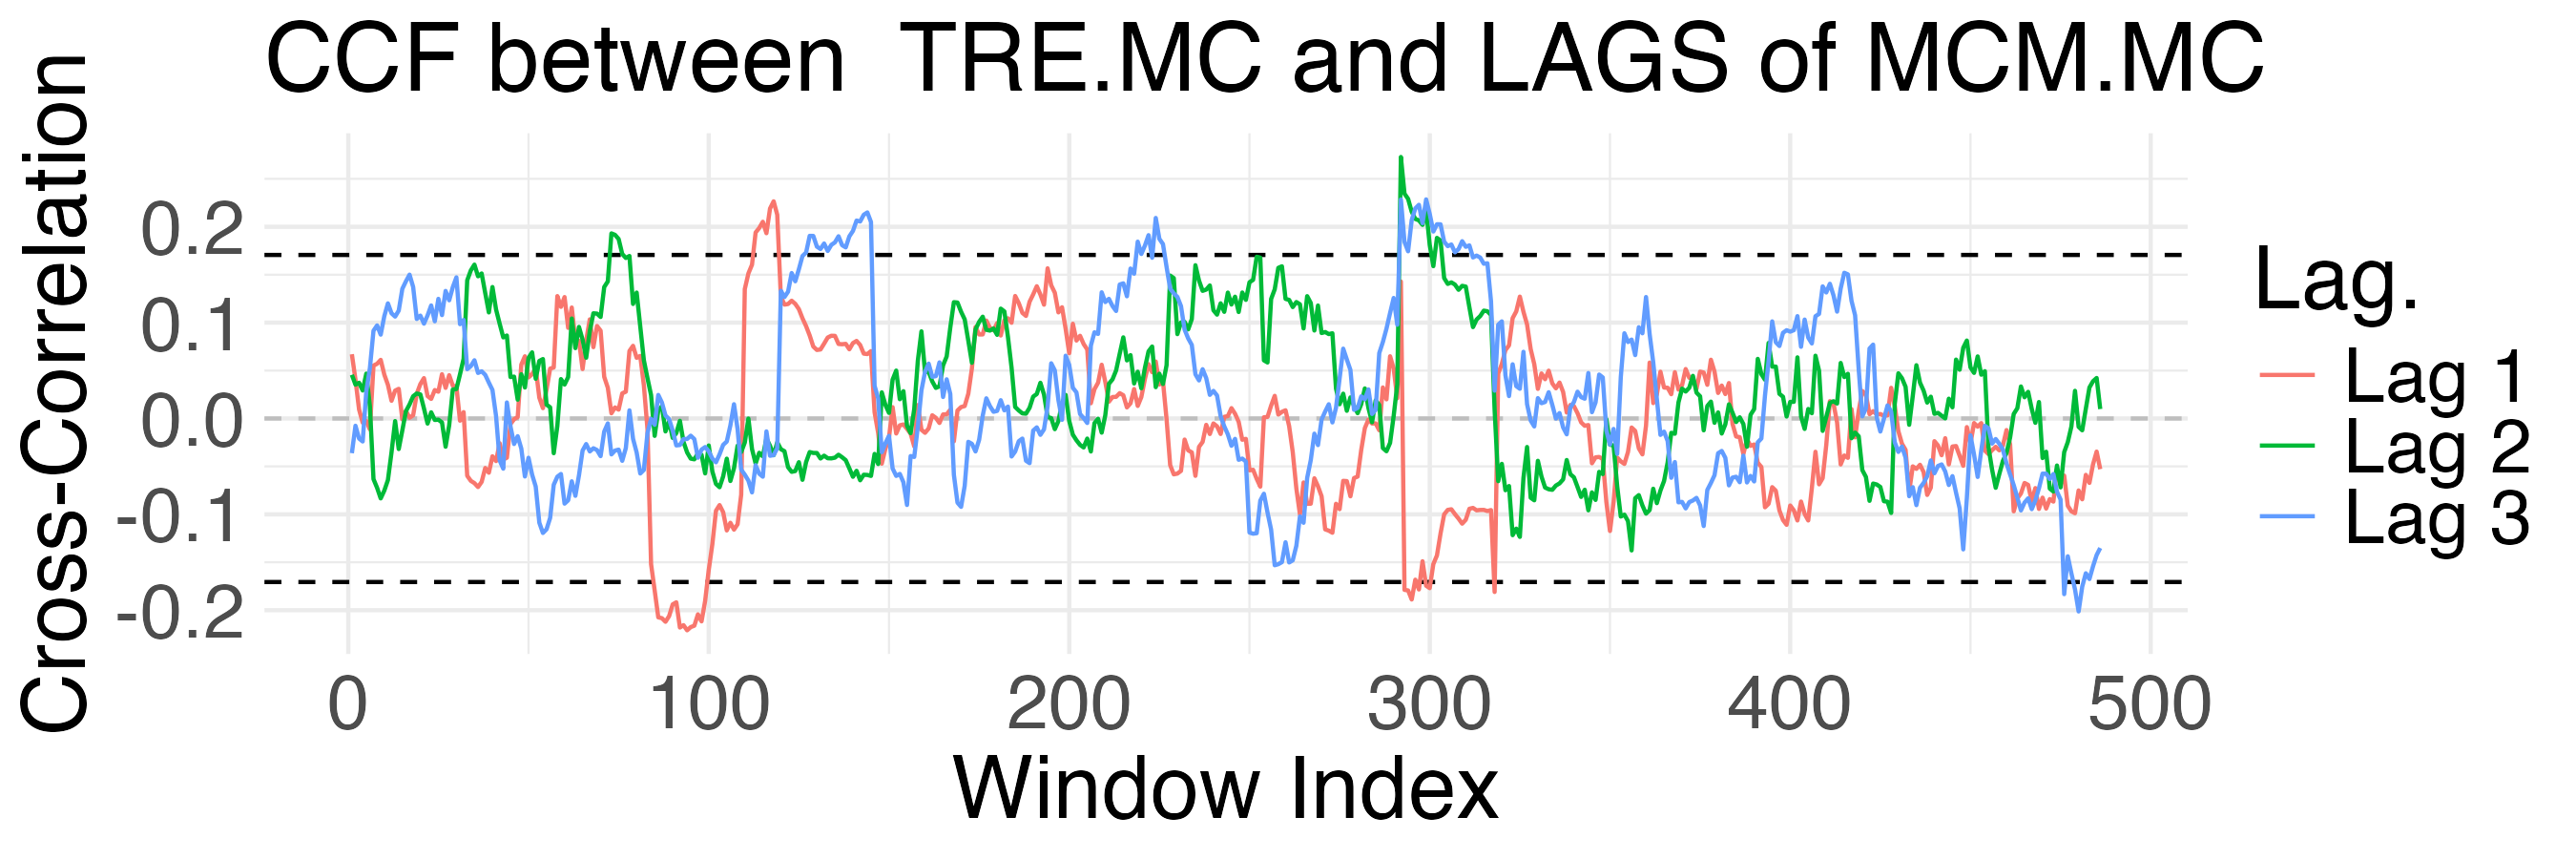 CCF between  TRE.MC and LAGS of MCM.MC
Cross-Correlation
0.2
0.1
0.0
-0.1
-0.2
0 100 200 300 400 500
Window Index
Lag.
Lag 1
Lag 2
Lag 3